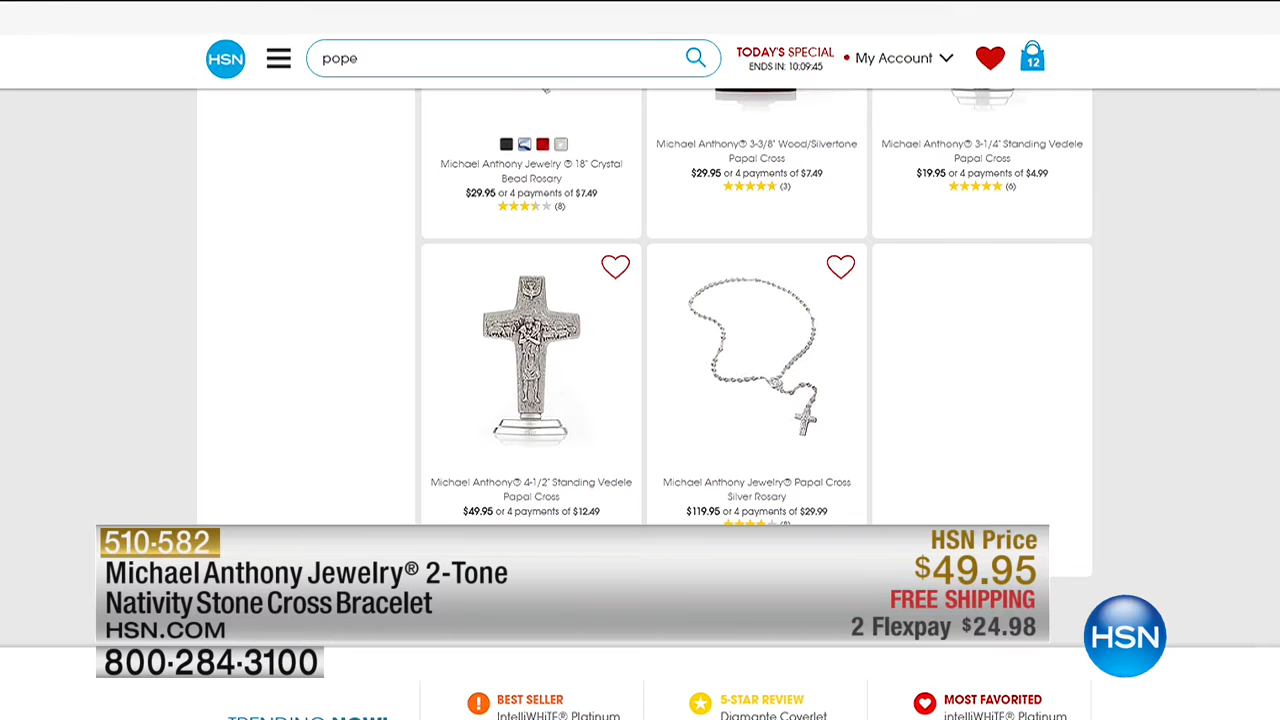 HSN
pope
TODAY'S SPECIAL
ENDS IN: 10:09:45
My Account
12
Michael Anthony Jewelry ® 18" Crystal
Bead Rosary
$29.95 or 4 payments of $7.49
(8)
Michael Anthony® 3-3/8" Wood/Silvertone
Papal Cross
$29.95 or 4 payments of $7.49
(3)
Michael Anthony® 3-1/4" Standing Vedele
Papal Cross
$19.95 or 4 payments of $4.99
(6)
Michael Anthony® 4-1/2" Standing Vedele
Papal Cross
$49.95 or 4 payments of $12.49
Michael Anthony Jewelry® Papal Cross
Silver Rosary
$119.95 or 4 payments of $29.99
510-582
Michael Anthony Jewelry® 2-Tone
Nativity Stone Cross Bracelet
HSN.COM
800-284-3100
HSN Price
$49.95
FREE SHIPPING
2 Flexpay $24.98
HSN
TRENDING NOW!
BEST SELLER
IntelliWHiTE® Platinum
5-STAR REVIEW
Diamante Coverlet
MOST FAVORITED
intelliWHiTE® Platinum